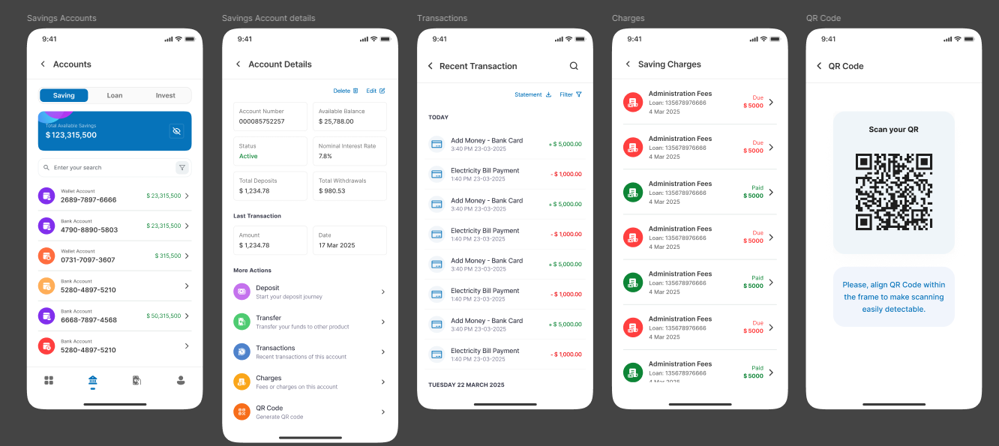 Savings Accounts
9:41
Accounts
Saving Loan Invest
Total Available Savings
$ 123,315,500
Enter your search
Wallet Account
2689-7897-6666
$ 23,315,500
Bank Account
4790-8890-5803
$ 23,315,500
Wallet Account
0731-7097-3607
$ 315,500
Bank Account
5280-4897-5210
Bank Account
6668-7897-4568
$ 50,315,500
Bank Account
5280-4897-5210
Savings Account details
9:41
Account Details
Delete Edit
Account Number
000085752257
Available Balance
$ 25,788.00
Status
Active
Nominal Interest Rate
7.8%
Total Deposits
$ 1,234.78
Total Withdrawals
$ 980.53
Last Transaction
Amount
$ 1,234.78
Date
17 Mar 2025
More Actions
Deposit
Start your deposit journey
Transfer
Transfer your funds to other product
Transactions
Recent transactions of this account
Charges
Fees or charges on this account
QR Code
Generate QR code
Transactions
9:41
Recent Transaction
Statement Filter
TODAY
Add Money - Bank Card
3:40 PM 23-03-2025
+ $ 5,000.00
Electricity Bill Payment
1:40 PM 23-03-2025
- $ 1,000.00
Add Money - Bank Card
3:40 PM 23-03-2025
+ $ 5,000.00
Electricity Bill Payment
1:40 PM 23-03-2025
- $ 1,000.00
Add Money - Bank Card
3:40 PM 23-03-2025
+ $ 5,000.00
Electricity Bill Payment
1:40 PM 23-03-2025
- $ 1,000.00
Add Money - Bank Card
3:40 PM 23-03-2025
+ $ 5,000.00
Electricity Bill Payment
1:40 PM 23-03-2025
- $ 1,000.00
TUESDAY 22 MARCH 2025
Charges
9:41
Saving Charges
Administration Fees
Loan: 135678976666
4 Mar 2025
Due
$ 5000
Administration Fees
Loan: 135678976666
4 Mar 2025
Due
$ 5000
Administration Fees
Loan: 135678976666
4 Mar 2025
Paid
$ 5000
Administration Fees
Loan: 135678976666
4 Mar 2025
Due
$ 5000
Administration Fees
Loan: 135678976666
4 Mar 2025
Paid
$ 5000
Administration Fees
Loan: 135678976666
4 Mar 2025
Due
$ 5000
Administration Fees
Loan: 135678976666
4 Mar 2025
Paid
$ 5000
QR Code
9:41
QR Code
Scan your QR
Please, align QR Code within
the frame to make scanning
easily detectable.